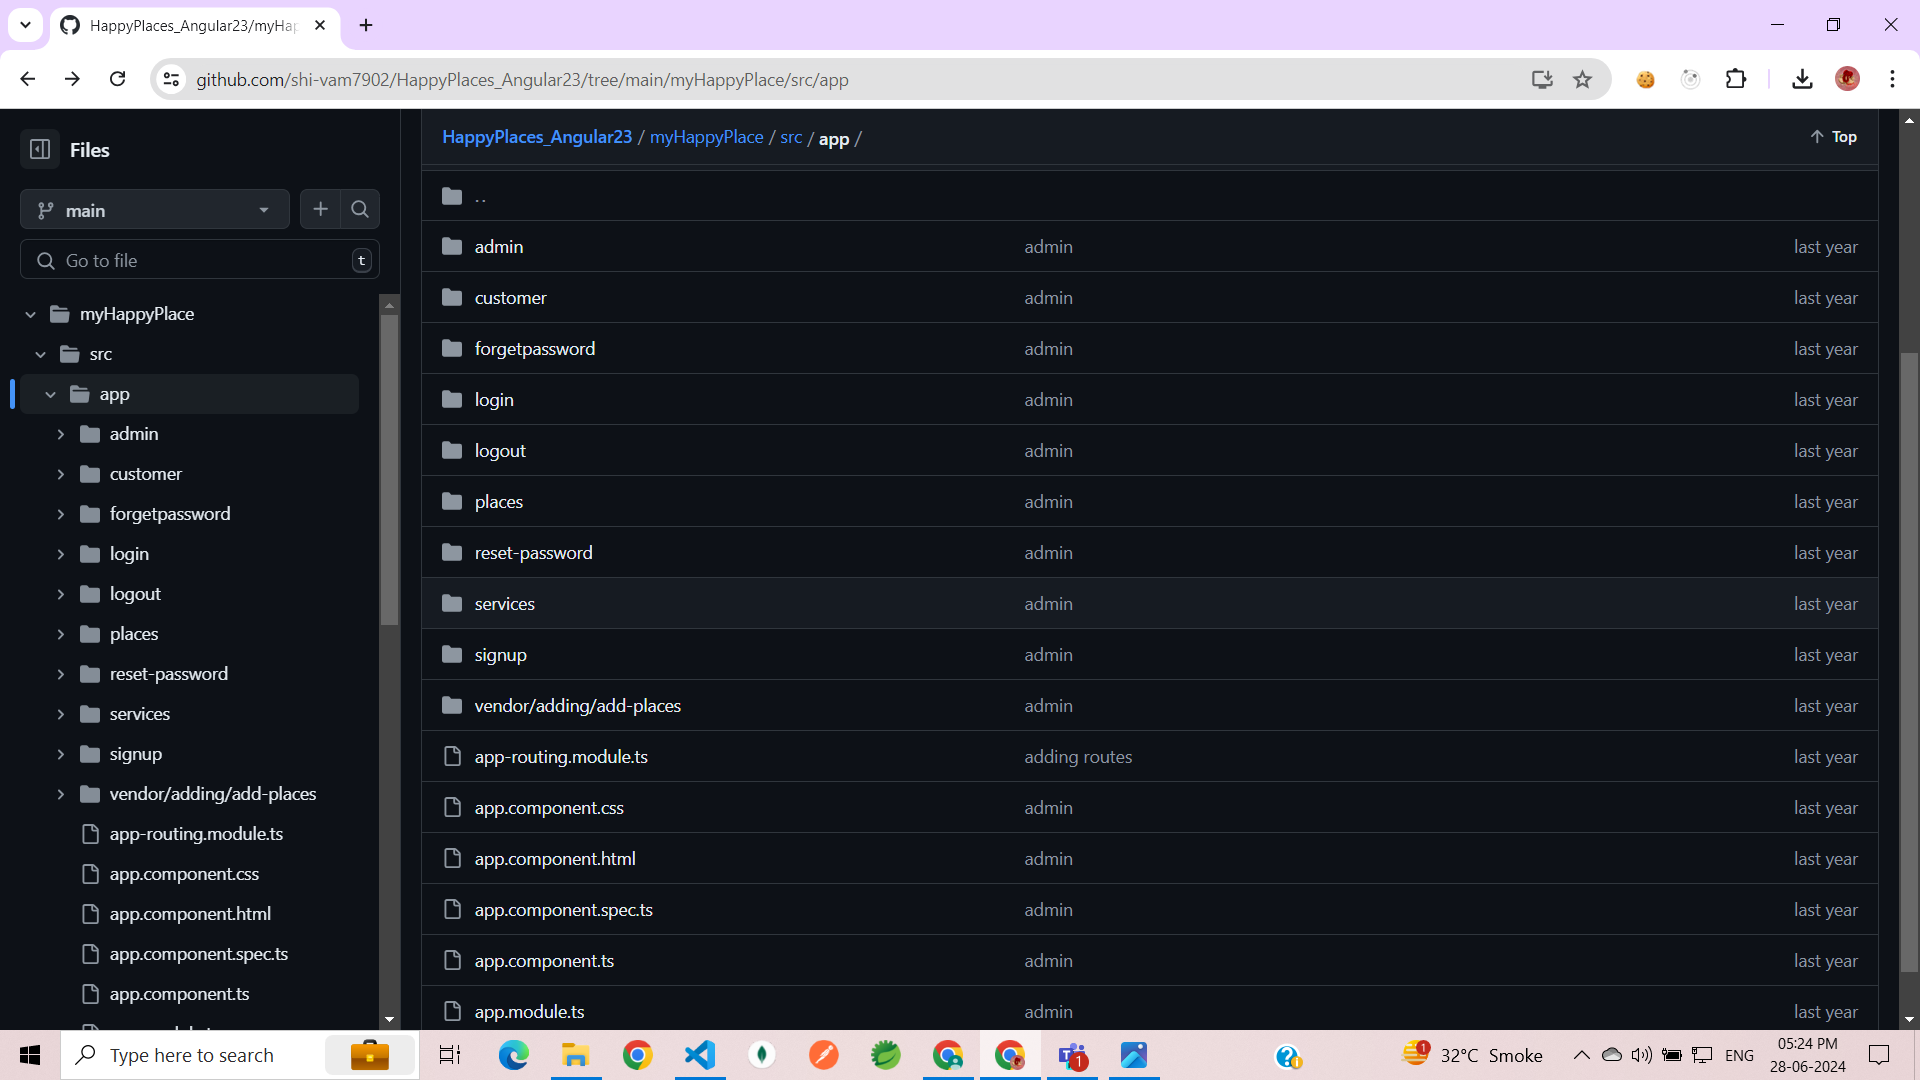 HappyPlaces_Angular23/myHap
github.com/shi-vam7902/HappyPlaces_Angular23/tree/main/myHappyPlace/src/app
Files
main
Go to file
t
myHappyPlace
src
app
admin
customer
forgetpassword
login
logout
places
reset-password
services
signup
vendor/adding/add-places
app-routing.module.ts
app.component.css
app.component.html
app.component.spec.ts
app.component.ts
HappyPlaces_Angular23 / myHappyPlace / src / app /
Top
..
admin admin last year
customer admin last year
forgetpassword admin last year
login admin last year
logout admin last year
places admin last year
reset-password admin last year
services admin last year
signup admin last year
vendor/adding/add-places admin last year
app-routing.module.ts adding routes last year
app.component.css admin last year
app.component.html admin last year
app.component.spec.ts admin last year
app.component.ts admin last year
app.module.ts admin last year
Type here to search
1
1
32°C Smoke
ENG
05:24 PM
28-06-2024